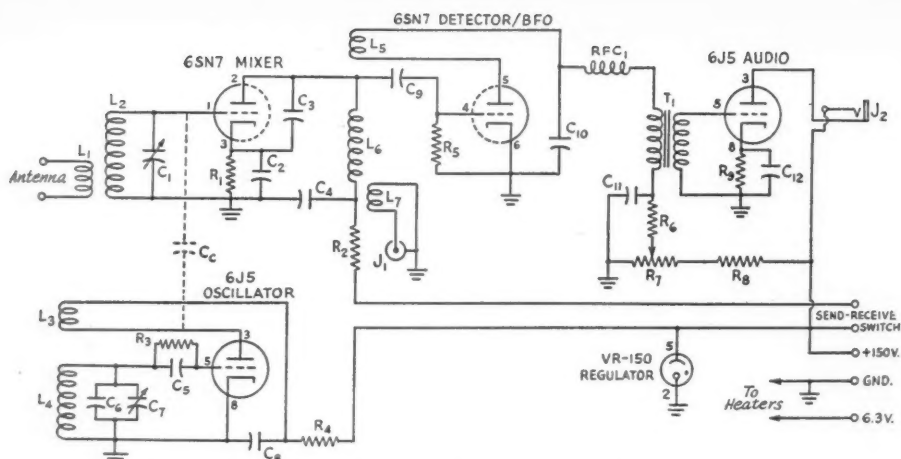 6SN7 DETECTOR/BFO
6SN7 MIXER
6J5 AUDIO
L5
RFC1
5
3
2
L2
1
C3
C9
4
T1
5
J2
L1
3
L6
R5
6
C10
8
Antenna
C1
R1
C2
R9
C12
C4
L7
C11
R6
R2
J1
R7
R8
CC
6J5
OSCILLATOR
L3
3
SEND-RECEIVE
SWITCH
R3
5
5
C5
VR-150
REGULATOR
+150V.
L4
C6
C7
8
2
To
Heaters
GND.
R4
6.3V.